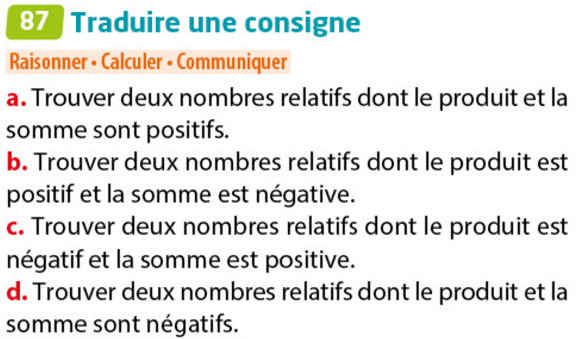 87 Traduire une consigne
Raisonner • Calculer • Communiquer
a. Trouver deux nombres relatifs dont le produit et la
somme sont positifs.
b. Trouver deux nombres relatifs dont le produit est
positif et la somme est négative.
c. Trouver deux nombres relatifs dont le produit est
négatif et la somme est positive.
d. Trouver deux nombres relatifs dont le produit et la
somme sont négatifs.